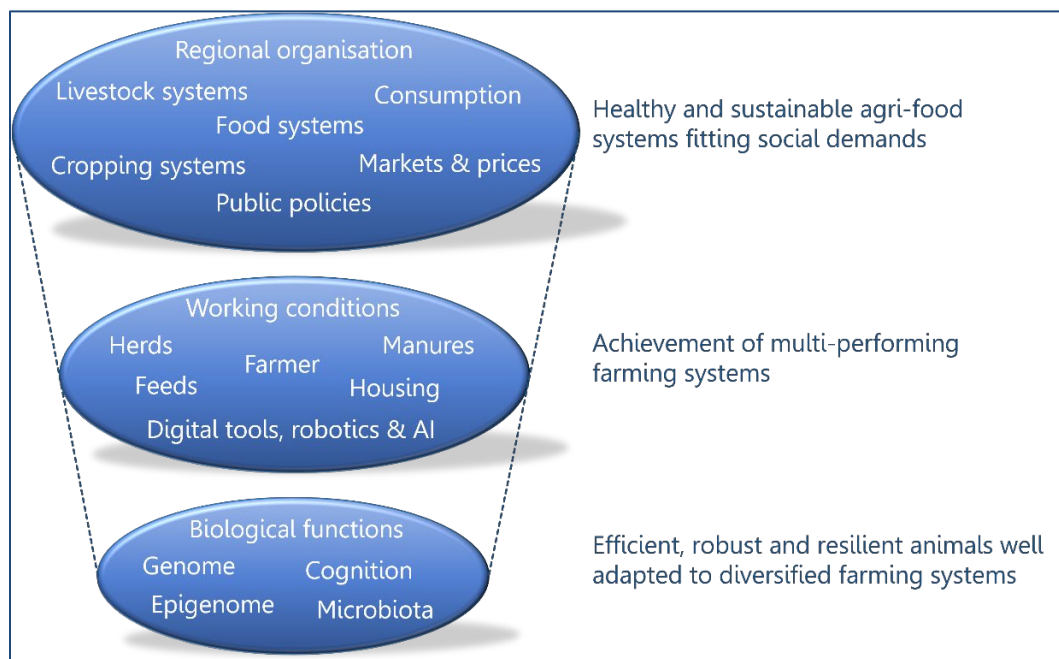 Regional organisation
Livestock systems
Consumption
Food systems
Cropping systems
Markets & prices
Public policies
Healthy and sustainable agri-food
systems fitting social demands
Working conditions
Herds
Manures
Farmer
Feeds
Housing
Digital tools, robotics & AI
Achievement of multi-performing
farming systems
Biological functions
Genome
Cognition
Epigenome
Microbiota
Efficient, robust and resilient animals well
adapted to diversified farming systems